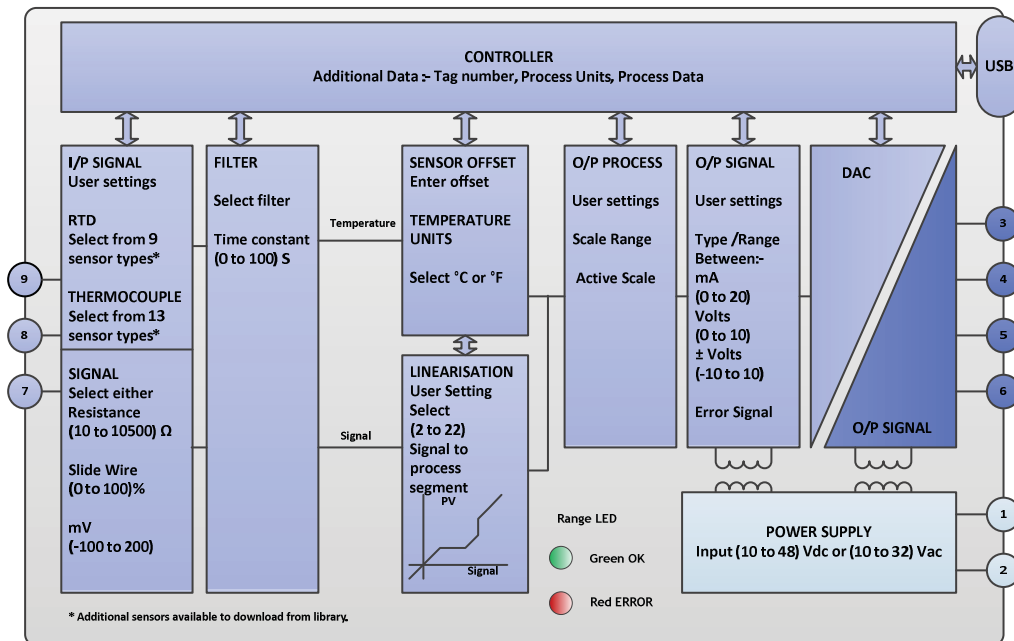 CONTROLLER
Additional Data :- Tag number, Process Units, Process Data
USB
I/P SIGNAL
User settings
RTD
Select from 9
sensor types*
THERMOCOUPLE
Select from 13
sensor types*
SIGNAL
Select either
Resistance
(10 to 10500) Ω
Slide Wire
(0 to 100)%
mV
(-100 to 200)
9
8
7
FILTER
Select filter
Time constant
(0 to 100) S
Temperature
Signal
SENSOR OFFSET
Enter offset
TEMPERATURE
UNITS
Select °C or °F
LINEARISATION
User Setting
Select
(2 to 22)
Signal to
process
segment
PV
Signal
O/P PROCESS
User settings
Scale Range
Active Scale
O/P SIGNAL
User settings
Type /Range
Between:-
mA
(0 to 20)
Volts
(0 to 10)
± Volts
(-10 to 10)
Error Signal
DAC
O/P SIGNAL
3
4
5
6
Range LED
Green OK
Red ERROR
POWER SUPPLY
Input (10 to 48) Vdc or (10 to 32) Vac
1
2
* Additional sensors available to download from library.